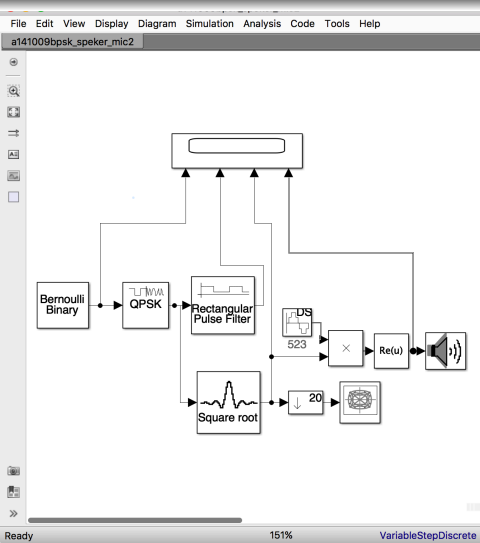 File Edit View Display Diagram Simulation Analysis Code Tools Help
a141009bpsk_speker_mic2
Bernoulli
Binary
QPSK
Rectangular
Pulse Filter
DS
523
×
Re(u)
Square root
↓ 20
Ready 151% VariableStepDiscrete